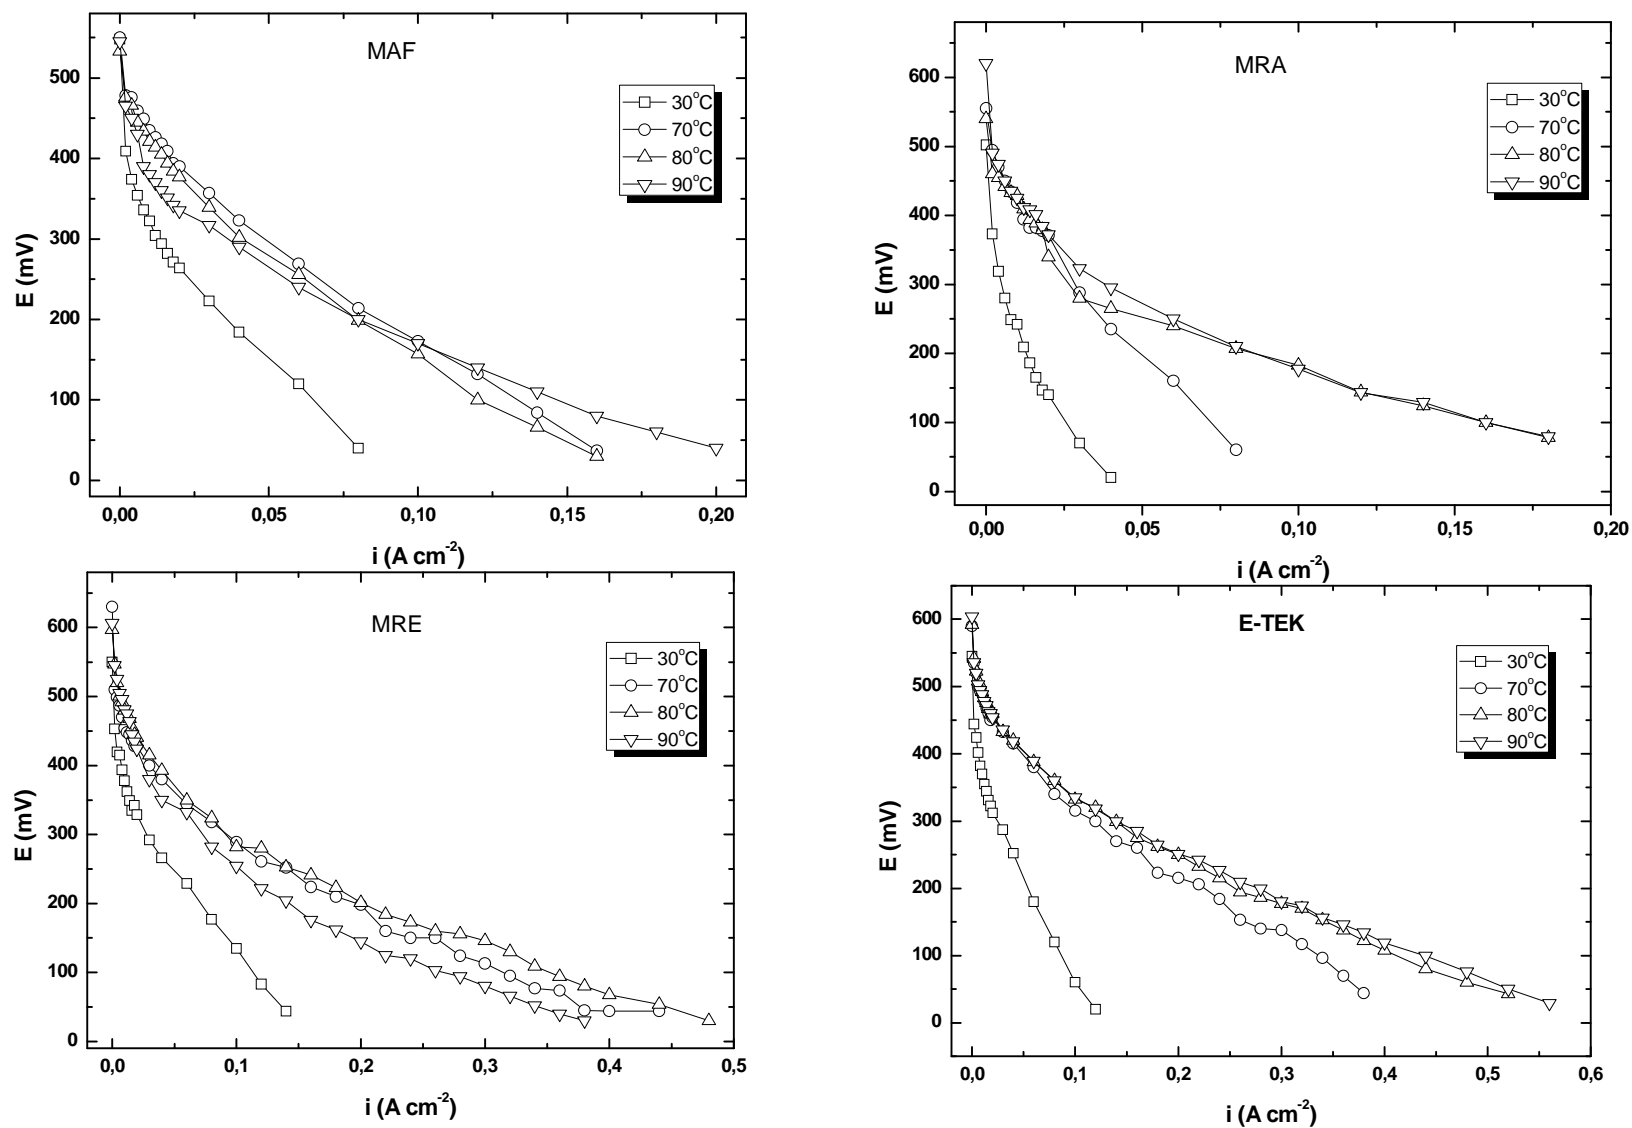 MAF
30°C
70°C
80°C
90°C
500
400
300
200
100
0
E (mV)
0,00 0,05 0,10 0,15 0,20
i (A cm-2)
MRA
30°C
70°C
80°C
90°C
600
500
400
300
200
100
0
E (mV)
0,00 0,05 0,10 0,15 0,20
i (A cm-2)
MRE
30°C
70°C
80°C
90°C
600
500
400
300
200
100
0
E (mV)
0,0 0,1 0,2 0,3 0,4 0,5
i (A cm-2)
E-TEK
30°C
70°C
80°C
90°C
600
500
400
300
200
100
0
E (mV)
0,0 0,1 0,2 0,3 0,4 0,5 0,6
i (A cm-2)